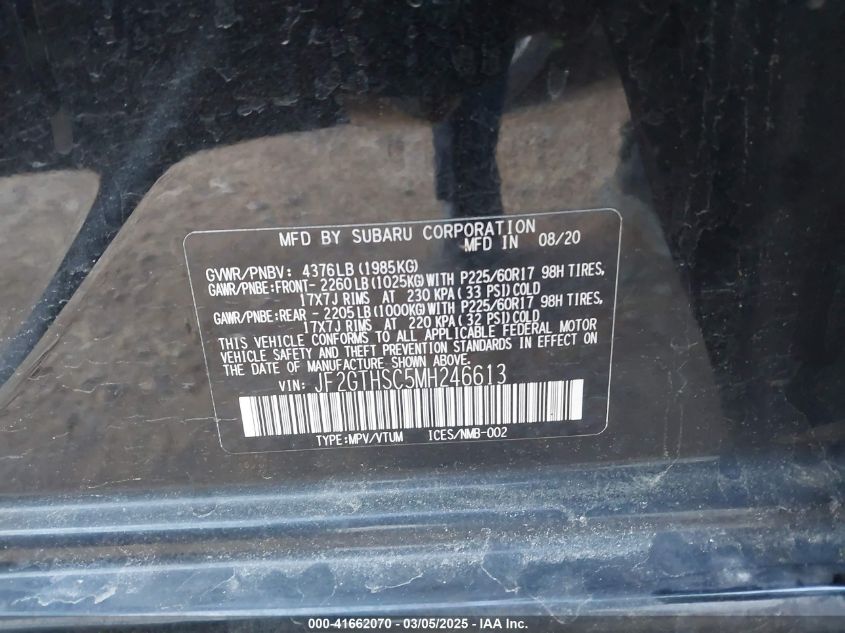 MFD BY SUBARU CORPORATION
MFD IN 08/20
GVWR/PNBV: 4376LB (1985KG)
GAWR/PNBE:FRONT- 2260LB (1025KG) WITH P225/60R17 98H TIRES,
17X7J RIMS AT 230 KPA( 33 PSI)COLD
GAWR/PNBE:REAR - 2205LB (1000KG) WITH P225/60R17 98H TIRES,
17X7J RIMS AT 220 KPA( 32 PSI)COLD
THIS VEHICLE CONFORMS TO ALL APPLICABLE FEDERAL MOTOR
VEHICLE SAFETY AND THEFT PREVENTION STANDARDS IN EFFECT ON
THE DATE OF MANUFACTURE SHOWN ABOVE.
VIN: JF2GTHSC5MH246613
TYPE:MPV/VTUM ICES/NMB-002
000-41662070 — 03/05/2025 — IAA Inc.